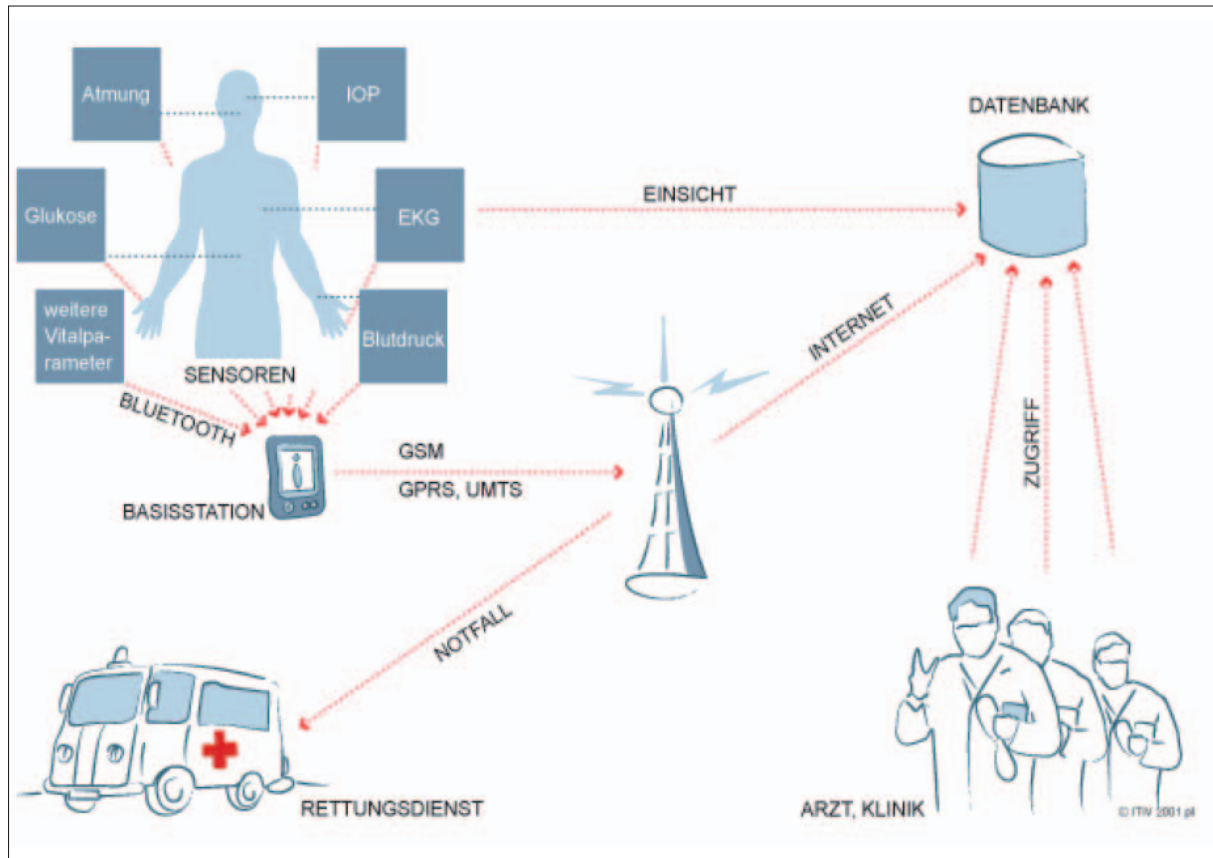 Atmung
IOP
DATENBANK
Glukose
EKG
EINSICHT
weitere
Vitalpa-
rameter
Blutdruck
SENSOREN
BLUETOOTH
INTERNET
GSM
GPRS, UMTS
BASISSTATION
ZUGRIFF
NOTFALL
RETTUNGSDIENST
ARZT, KLINIK
© ITIV 2001.pl